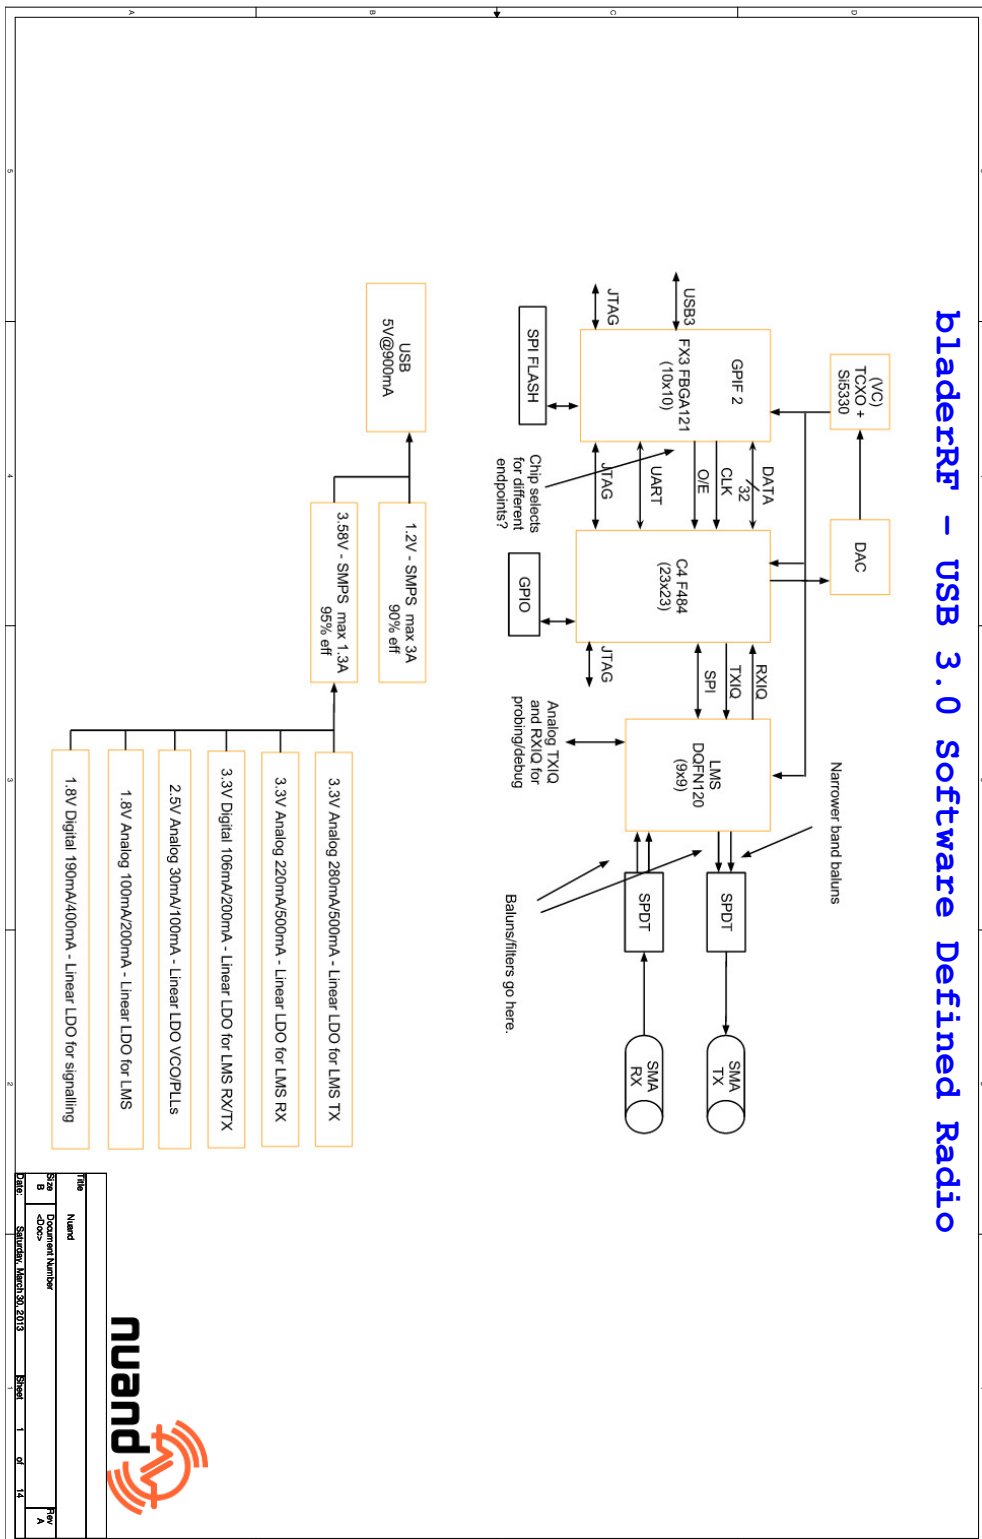 bladeRF - USB 3.0 Software Defined Radio
(VC)
TCXO +
Si5330
DAC
Narrower band baluns
USB3
JTAG
GPIF 2
FX3 FBGA121
(10x10)
SPI FLASH
DATA
32
CLK
O/E
UART
JTAG
Chip selects
for different
endpoints?
C4 F484
(23x23)
GPIO
JTAG
RXIQ
TXIQ
SPI
LMS
DQFN120
(9x9)
Analog TXIQ
and RXIQ for
probing/debug
SPDT
SPDT
Baluns/filters go here.
SMA
TX
SMA
RX
USB
5V@900mA
1.2V - SMPS max 3A
90% eff
3.58V - SMPS max 1.3A
95% eff
3.3V Analog 280mA/500mA - Linear LDO for LMS TX
3.3V Analog 220mA/500mA - Linear LDO for LMS RX
3.3V Digital 106mA/200mA - Linear LDO for LMS RX/TX
2.5V Analog 30mA/100mA - Linear LDO VCO/PLLs
1.8V Analog 100mA/200mA - Linear LDO for LMS
1.8V Digital 190mA/400mA - Linear LDO for signalling
nuand
Title
Nuand
Size
B
Document Number
<Doc>
Rev
A
Date:
Saturday, March 30, 2013
Sheet
1
of
14
5
4
3
2
1
D
C
B
A